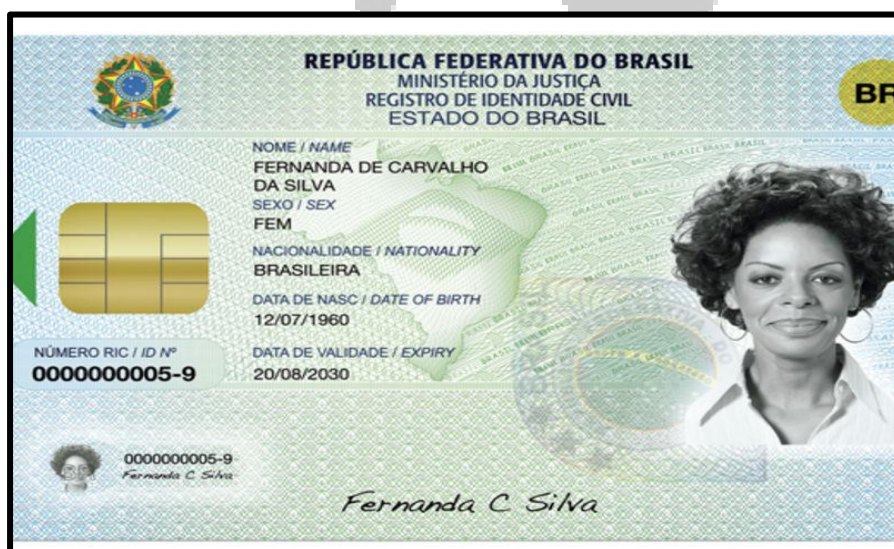 REPÚBLICA FEDERATIVA DO BRASIL
MINISTÉRIO DA JUSTIÇA
REGISTRO DE IDENTIDADE CIVIL
ESTADO DO BRASIL
BR
NOME / NAME
FERNANDA DE CARVALHO
DA SILVA
SEXO / SEX
FEM
NACIONALIDADE / NATIONALITY
BRASILEIRA
DATA DE NASC / DATE OF BIRTH
12/07/1960
NÚMERO RIC / ID Nº
0000000005-9
DATA DE VALIDADE / EXPIRY
20/08/2030
0000000005-9
Fernanda C Silva
Fernanda C Silva